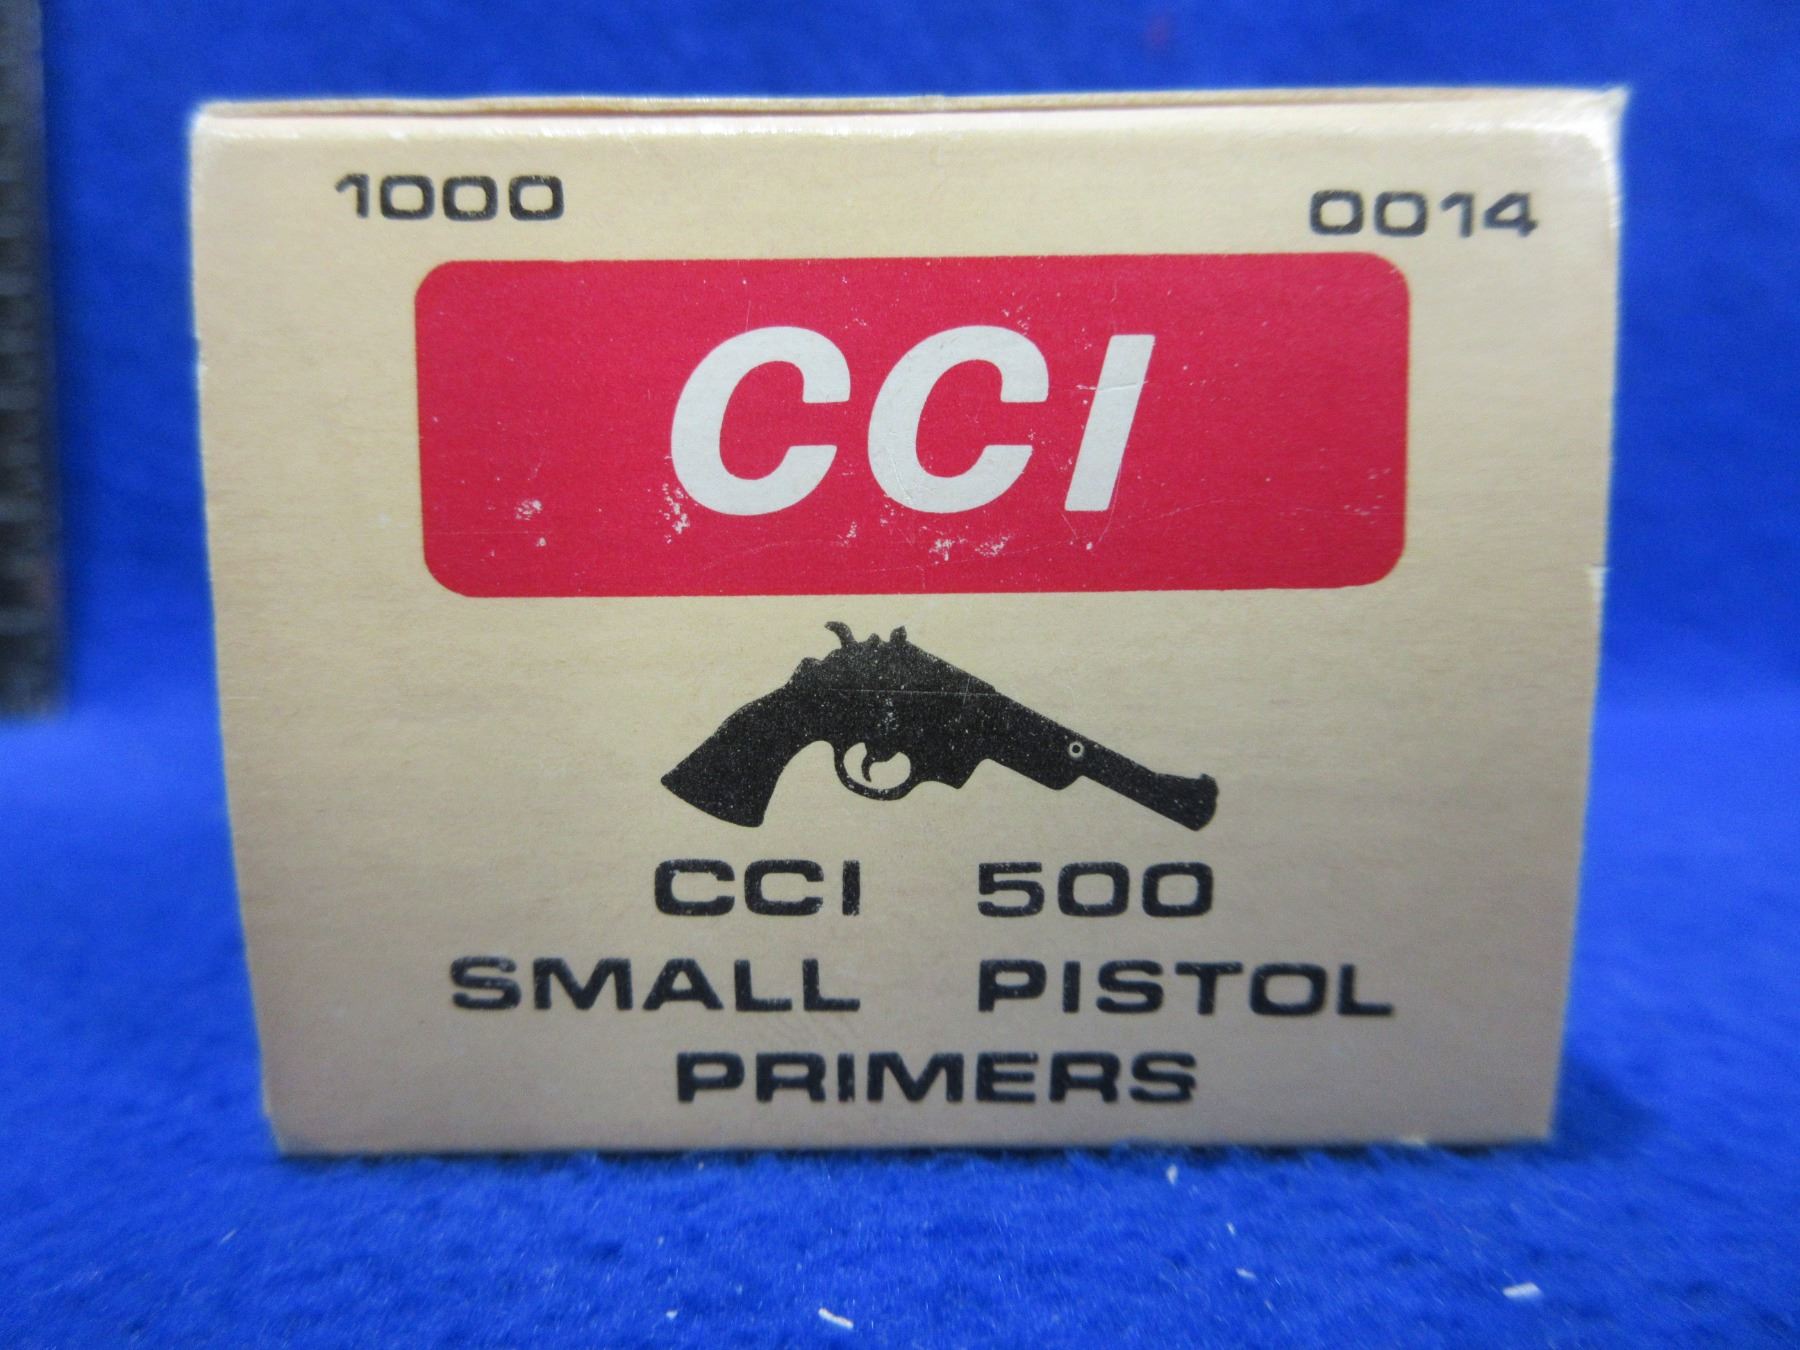 1000 0014
CCI
CCI 500
SMALL PISTOL
PRIMERS